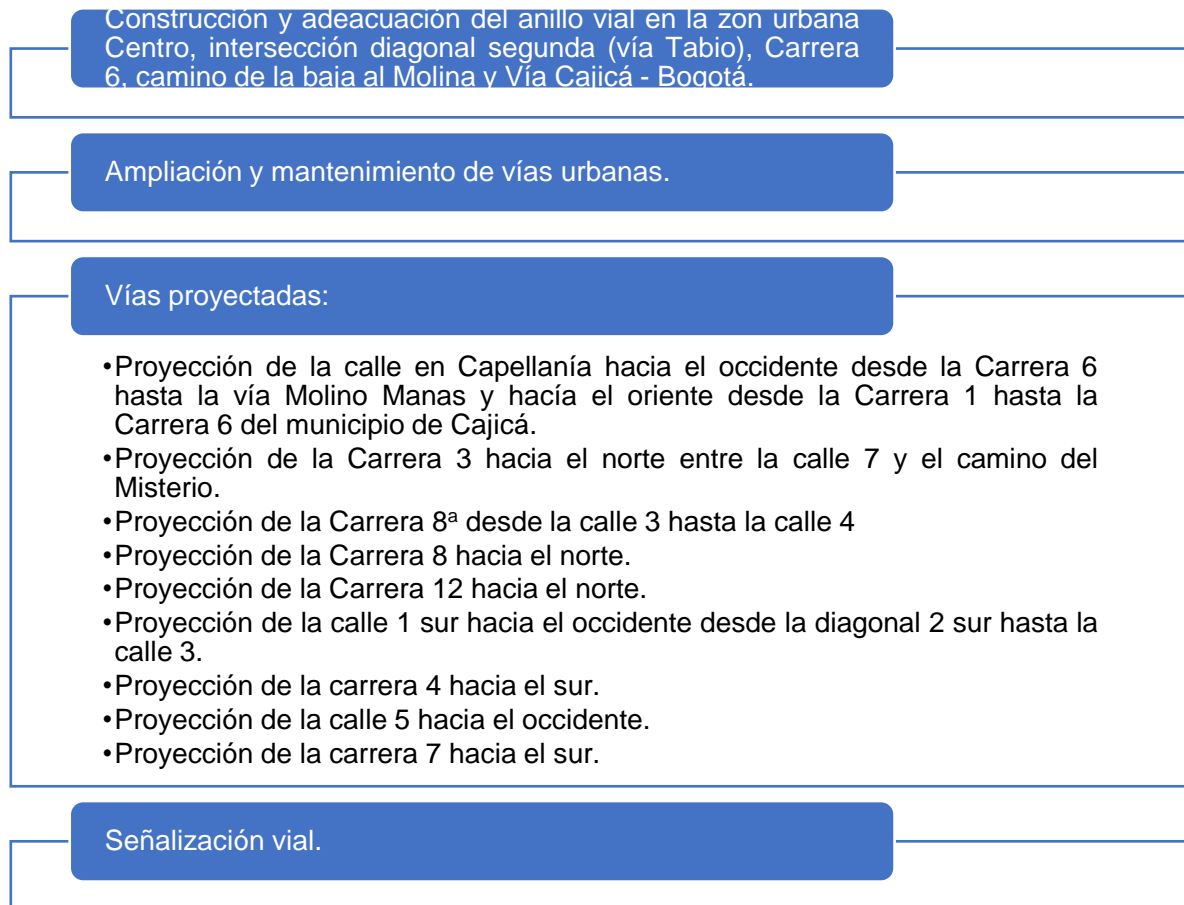 Construcción y adeacuación del anillo vial en la zon urbana
Centro, intersección diagonal segunda (vía Tabio), Carrera
6, camino de la baja al Molina y Vía Cajicá - Bogotá.
Ampliación y mantenimiento de vías urbanas.
Vías proyectadas:
•Proyección de la calle en Capellanía hacia el occidente desde la Carrera 6
hasta la vía Molino Manas y hacía el oriente desde la Carrera 1 hasta la
Carrera 6 del municipio de Cajicá.
•Proyección de la Carrera 3 hacia el norte entre la calle 7 y el camino del
Misterio.
•Proyección de la Carrera 8ª desde la calle 3 hasta la calle 4
•Proyección de la Carrera 8 hacia el norte.
•Proyección de la Carrera 12 hacia el norte.
•Proyección de la calle 1 sur hacia el occidente desde la diagonal 2 sur hasta la
calle 3.
•Proyección de la carrera 4 hacia el sur.
•Proyección de la calle 5 hacia el occidente.
•Proyección de la carrera 7 hacia el sur.
Señalización vial.